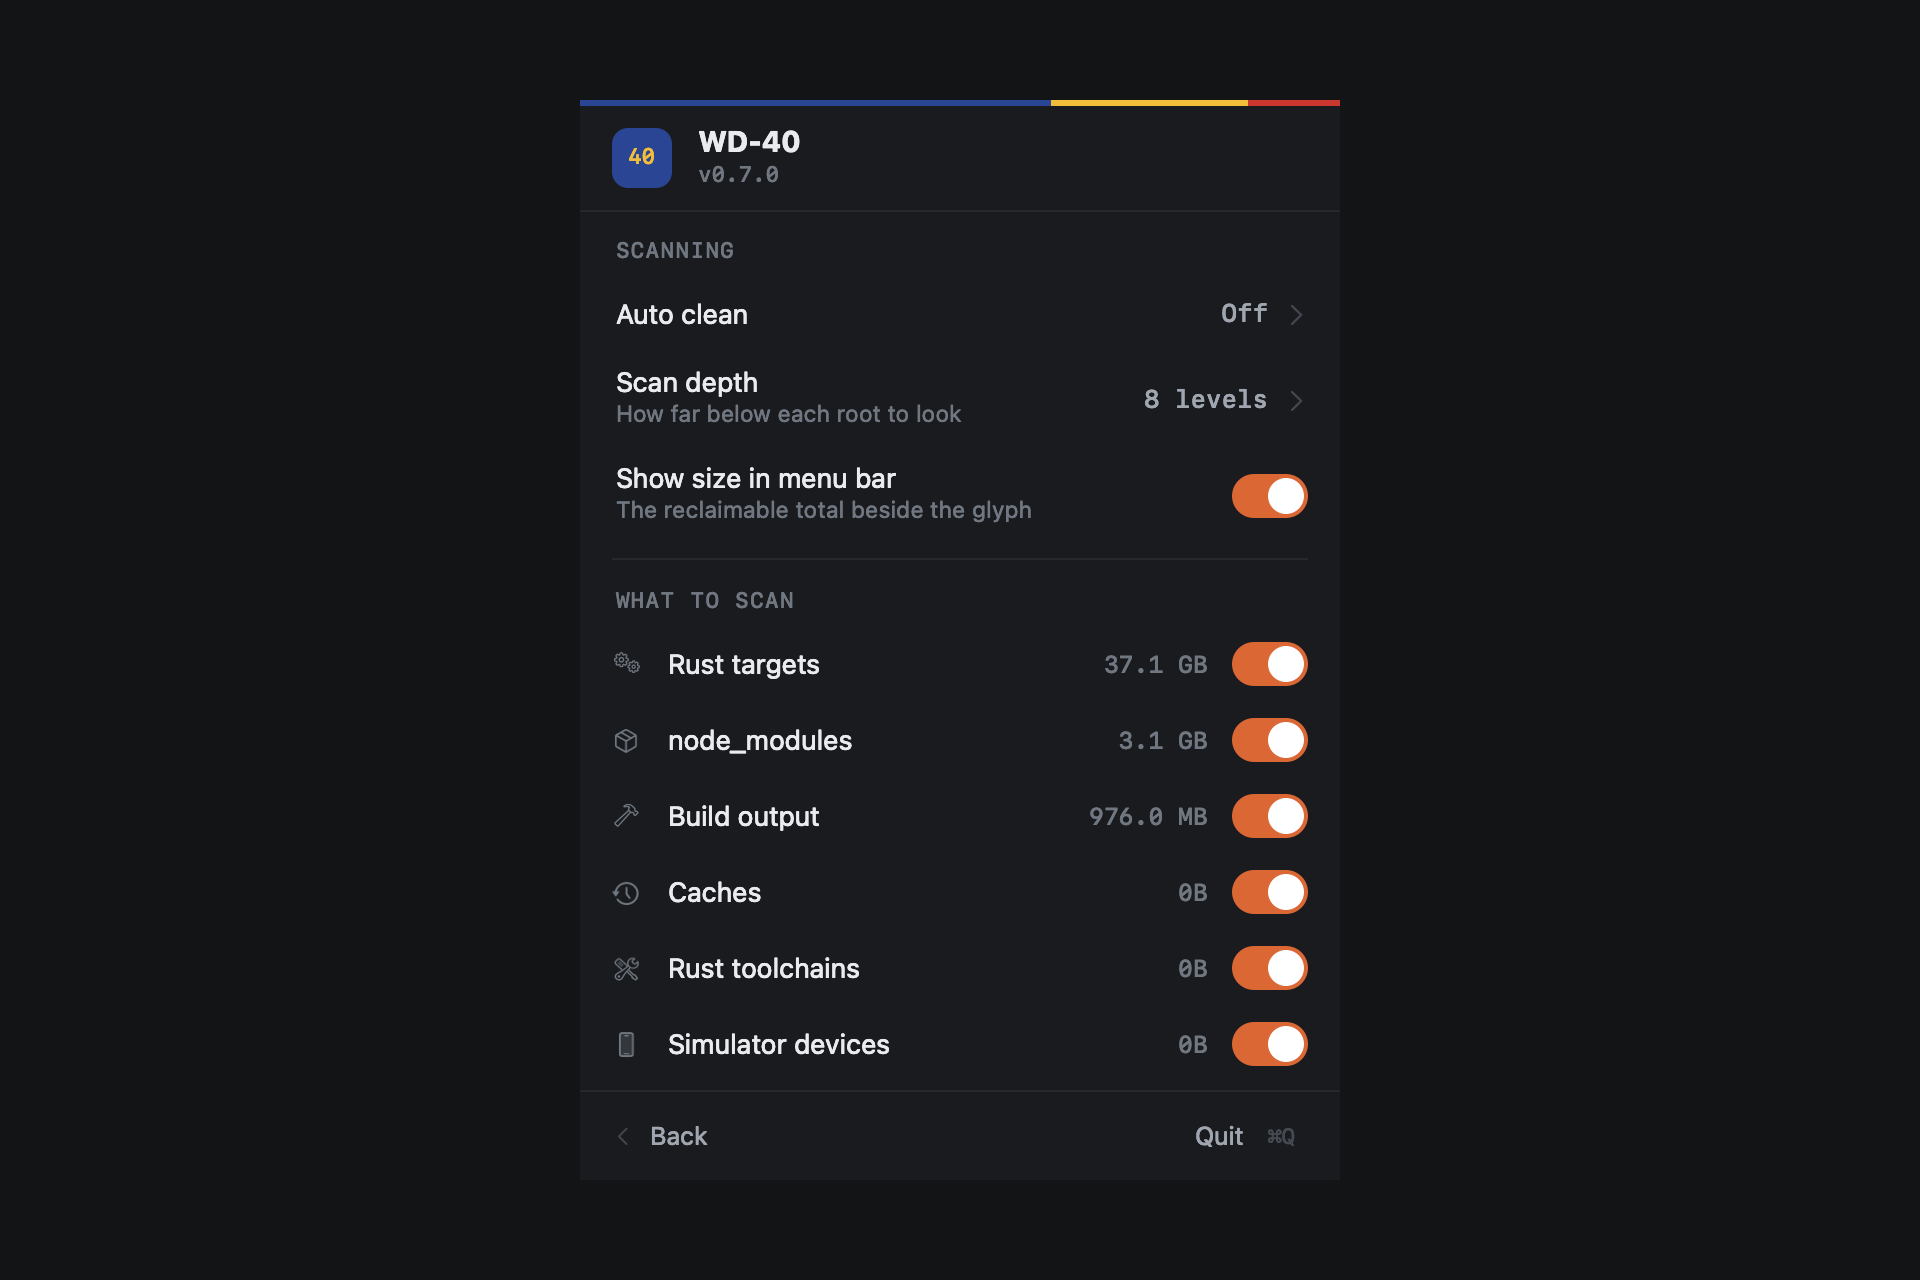 40
WD-40
v0.7.0
SCANNING
Auto clean Off
Scan depth
How far below each root to look
8 levels
Show size in menu bar
The reclaimable total beside the glyph
WHAT TO SCAN
Rust targets 37.1 GB
node_modules 3.1 GB
Build output 976.0 MB
Caches 0B
Rust toolchains 0B
Simulator devices 0B
Back Quit ⌘Q